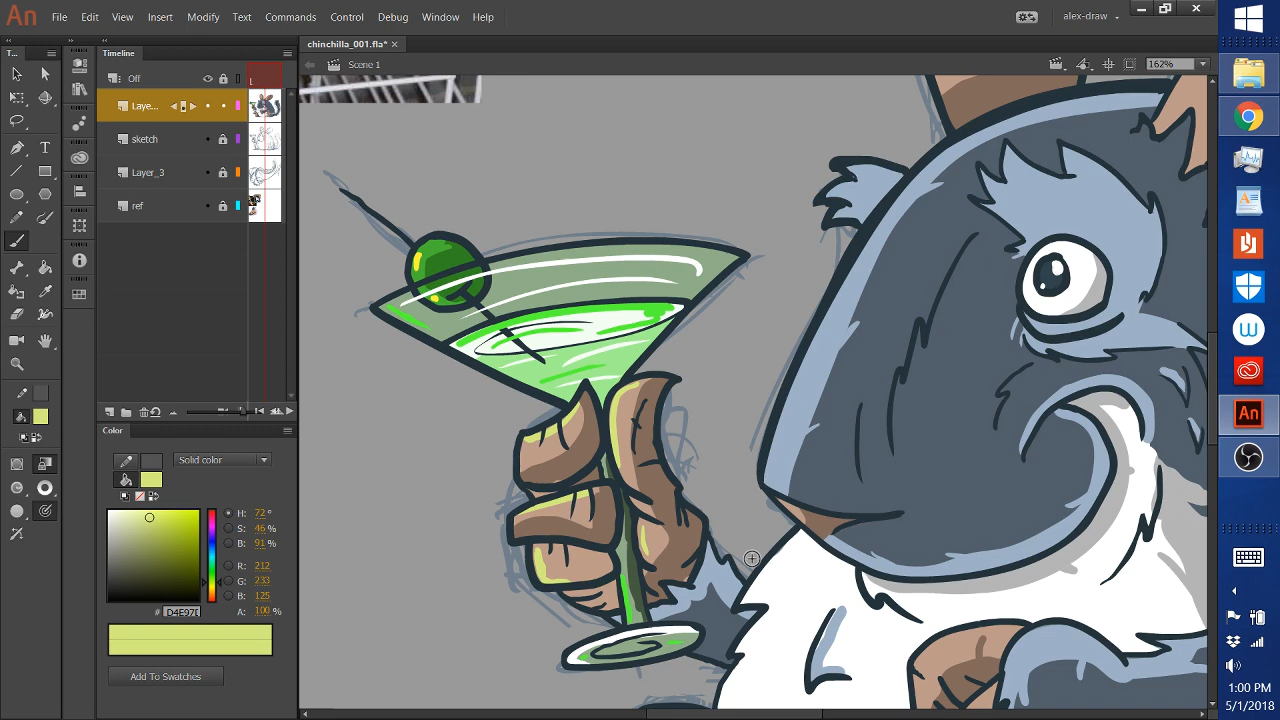 An File Edit View Insert Modify Text Commands Control Debug Window Help alex-draw
T... Timeline chinchilla_001.fla* ×
Off Scene 1 162%
Laye...
sketch
Layer_3
ref
Color
Solid color
H: 72 °
S: 46 %
B: 91 %
R: 212
G: 233
B: 125
# D4E97D A: 100 %
Add To Swatches
An
1:00 PM
5/1/2018